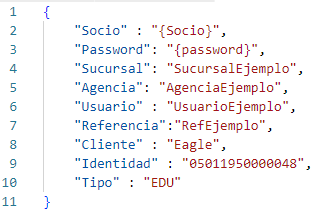 1 {
2 "Socio" : "{Socio}",
3 "Password": "{password}",
4 "Sucursal": "SucursalEjemplo",
5 "Agencia": "AgenciaEjemplo",
6 "Usuario" : "UsuarioEjemplo",
7 "Referencia":"RefEjemplo",
8 "Cliente" : "Eagle",
9 "Identidad" : "05011950000048",
10 "Tipo" : "EDU"
11 }